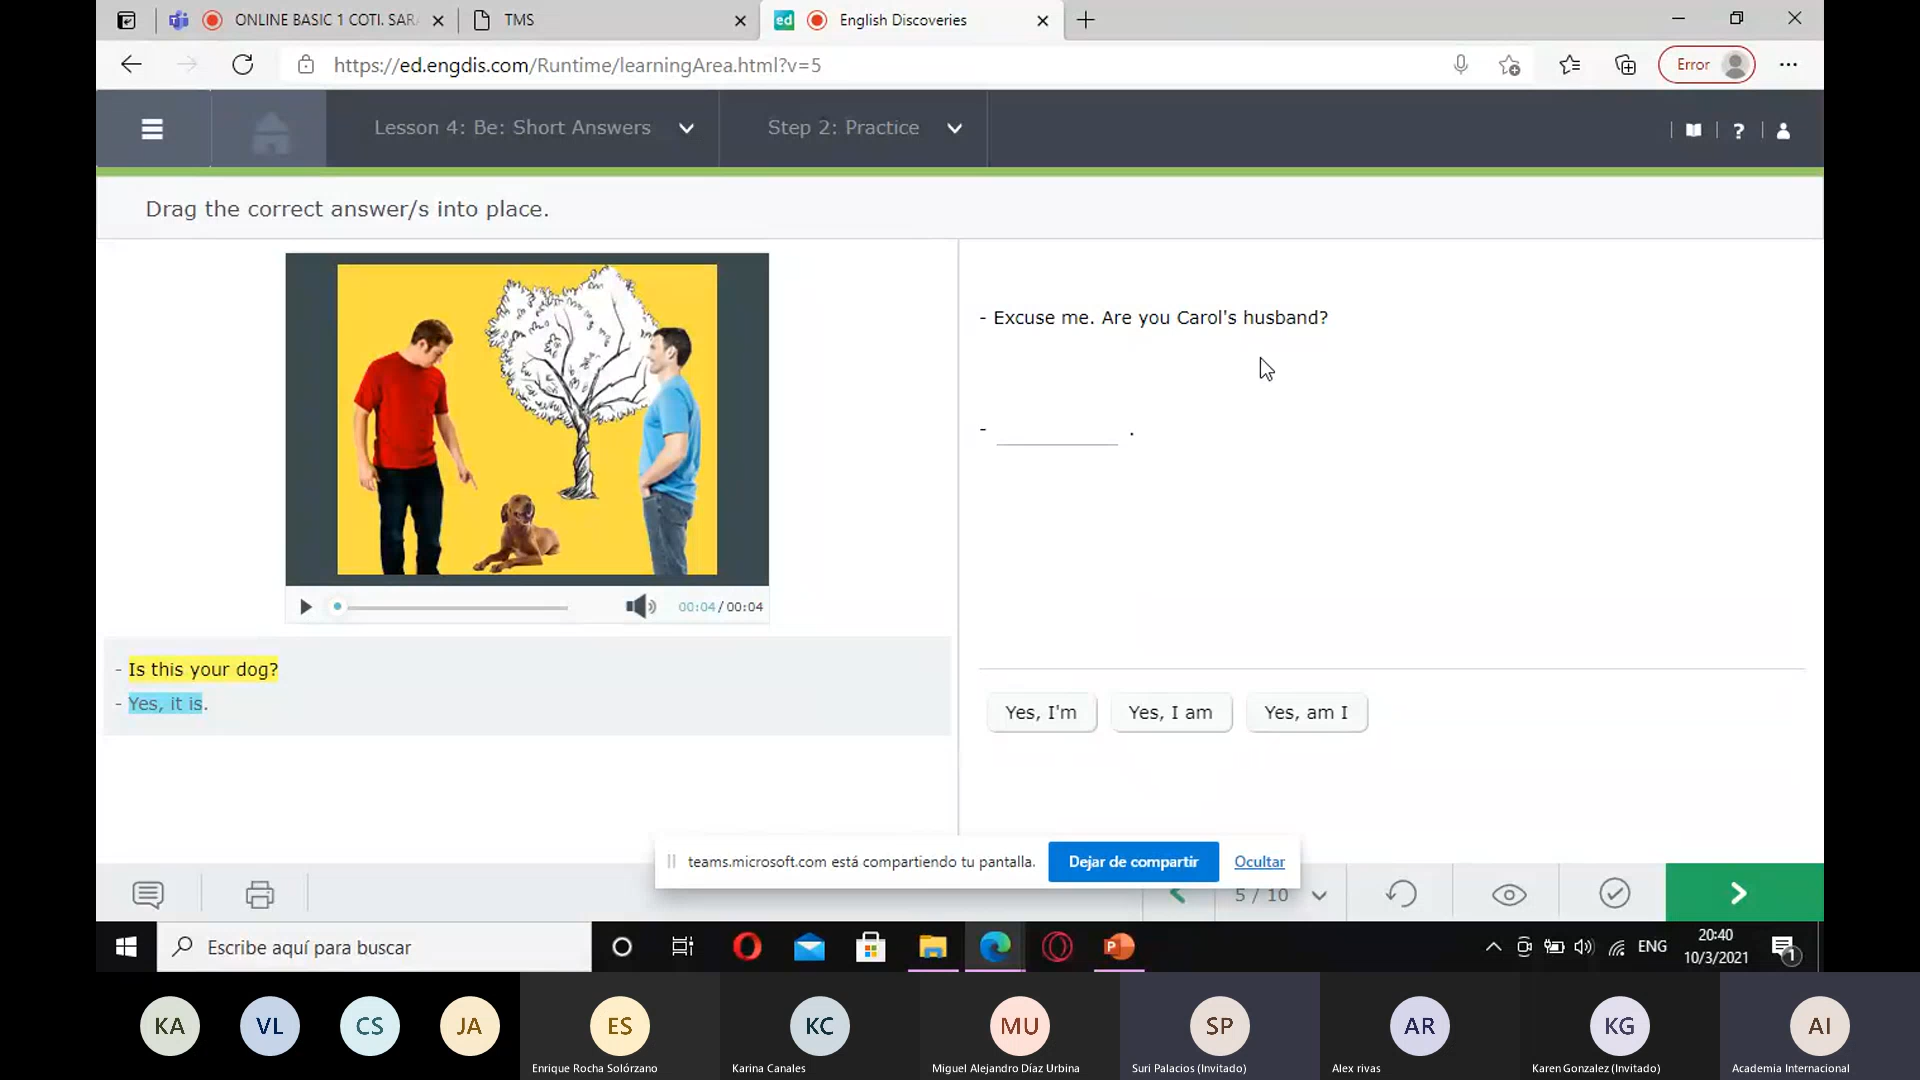 ONLINE BASIC 1 COTI. SAR
TMS
English Discoveries
https://ed.engdis.com/Runtime/learningArea.html?v=5
Error
Lesson 4: Be: Short Answers
Step 2: Practice
?
Drag the correct answer/s into place.
- Excuse me. Are you Carol's husband?
- ____________ .
00:04 / 00:04
- Is this your dog?
- Yes, it is.
Yes, I'm
Yes, I am
Yes, am I
teams.microsoft.com está compartiendo tu pantalla.
Dejar de compartir
Ocultar
5 / 10
Escribe aquí para buscar
ENG
20:40
10/3/2021
1
KA
VL
CS
JA
ES
KC
MU
SP
AR
KG
AI
Enrique Rocha Solórzano
Karina Canales
Miguel Alejandro Díaz Urbina
Suri Palacios (Invitado)
Alex rivas
Karen Gonzalez (Invitado)
Academia Internacional